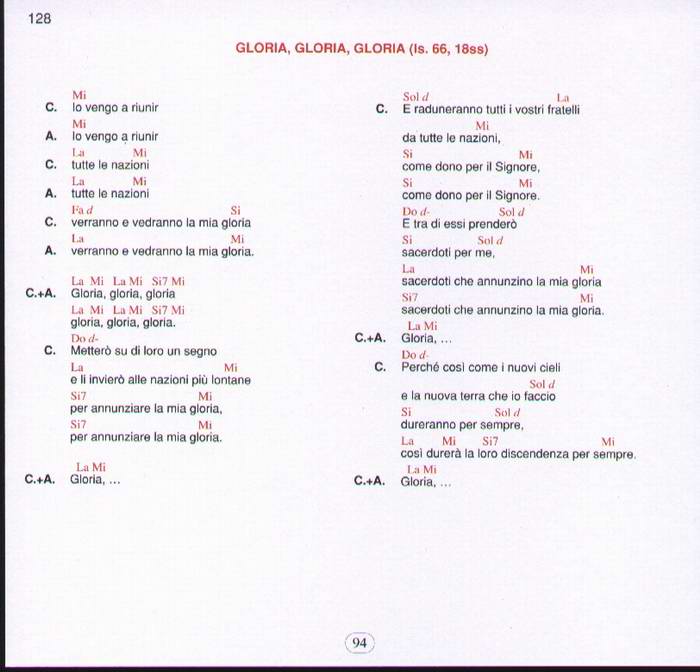 128
GLORIA, GLORIA, GLORIA (Is. 66, 18ss)
Mi
C. Io vengo a riunir
Mi
A. Io vengo a riunir
La Mi
C. tutte le nazioni
La Mi
A. tutte le nazioni
Fa d Si
C. verranno e vedranno la mia gloria
La Mi
A. verranno e vedranno la mia gloria.
La Mi La Mi Si7 Mi
C.+A. Gloria, gloria, gloria
La Mi La Mi Si7 Mi
gloria, gloria, gloria.
Do d-
C. Metterò su di loro un segno
La Mi
e li invierò alle nazioni più lontane
Si7 Mi
per annunziare la mia gloria,
Si7 Mi
per annunziare la mia gloria.
La Mi
C.+A. Gloria, ...
Sol d La
C. E raduneranno tutti i vostri fratelli
Mi
da tutte le nazioni,
Si Mi
come dono per il Signore,
Si Mi
come dono per il Signore.
Do d- Sol d
E tra di essi prenderò
Si Sol d
sacerdoti per me,
La Mi
sacerdoti che annunzino la mia gloria
Si7 Mi
sacerdoti che annunzino la mia gloria.
La Mi
C.+A. Gloria, ...
Do d-
C. Perché così come i nuovi cieli
Sol d
e la nuova terra che io faccio
Si Sol d
dureranno per sempre,
La Mi Si7 Mi
così durerà la loro discendenza per sempre.
La Mi
C.+A. Gloria, ...
94